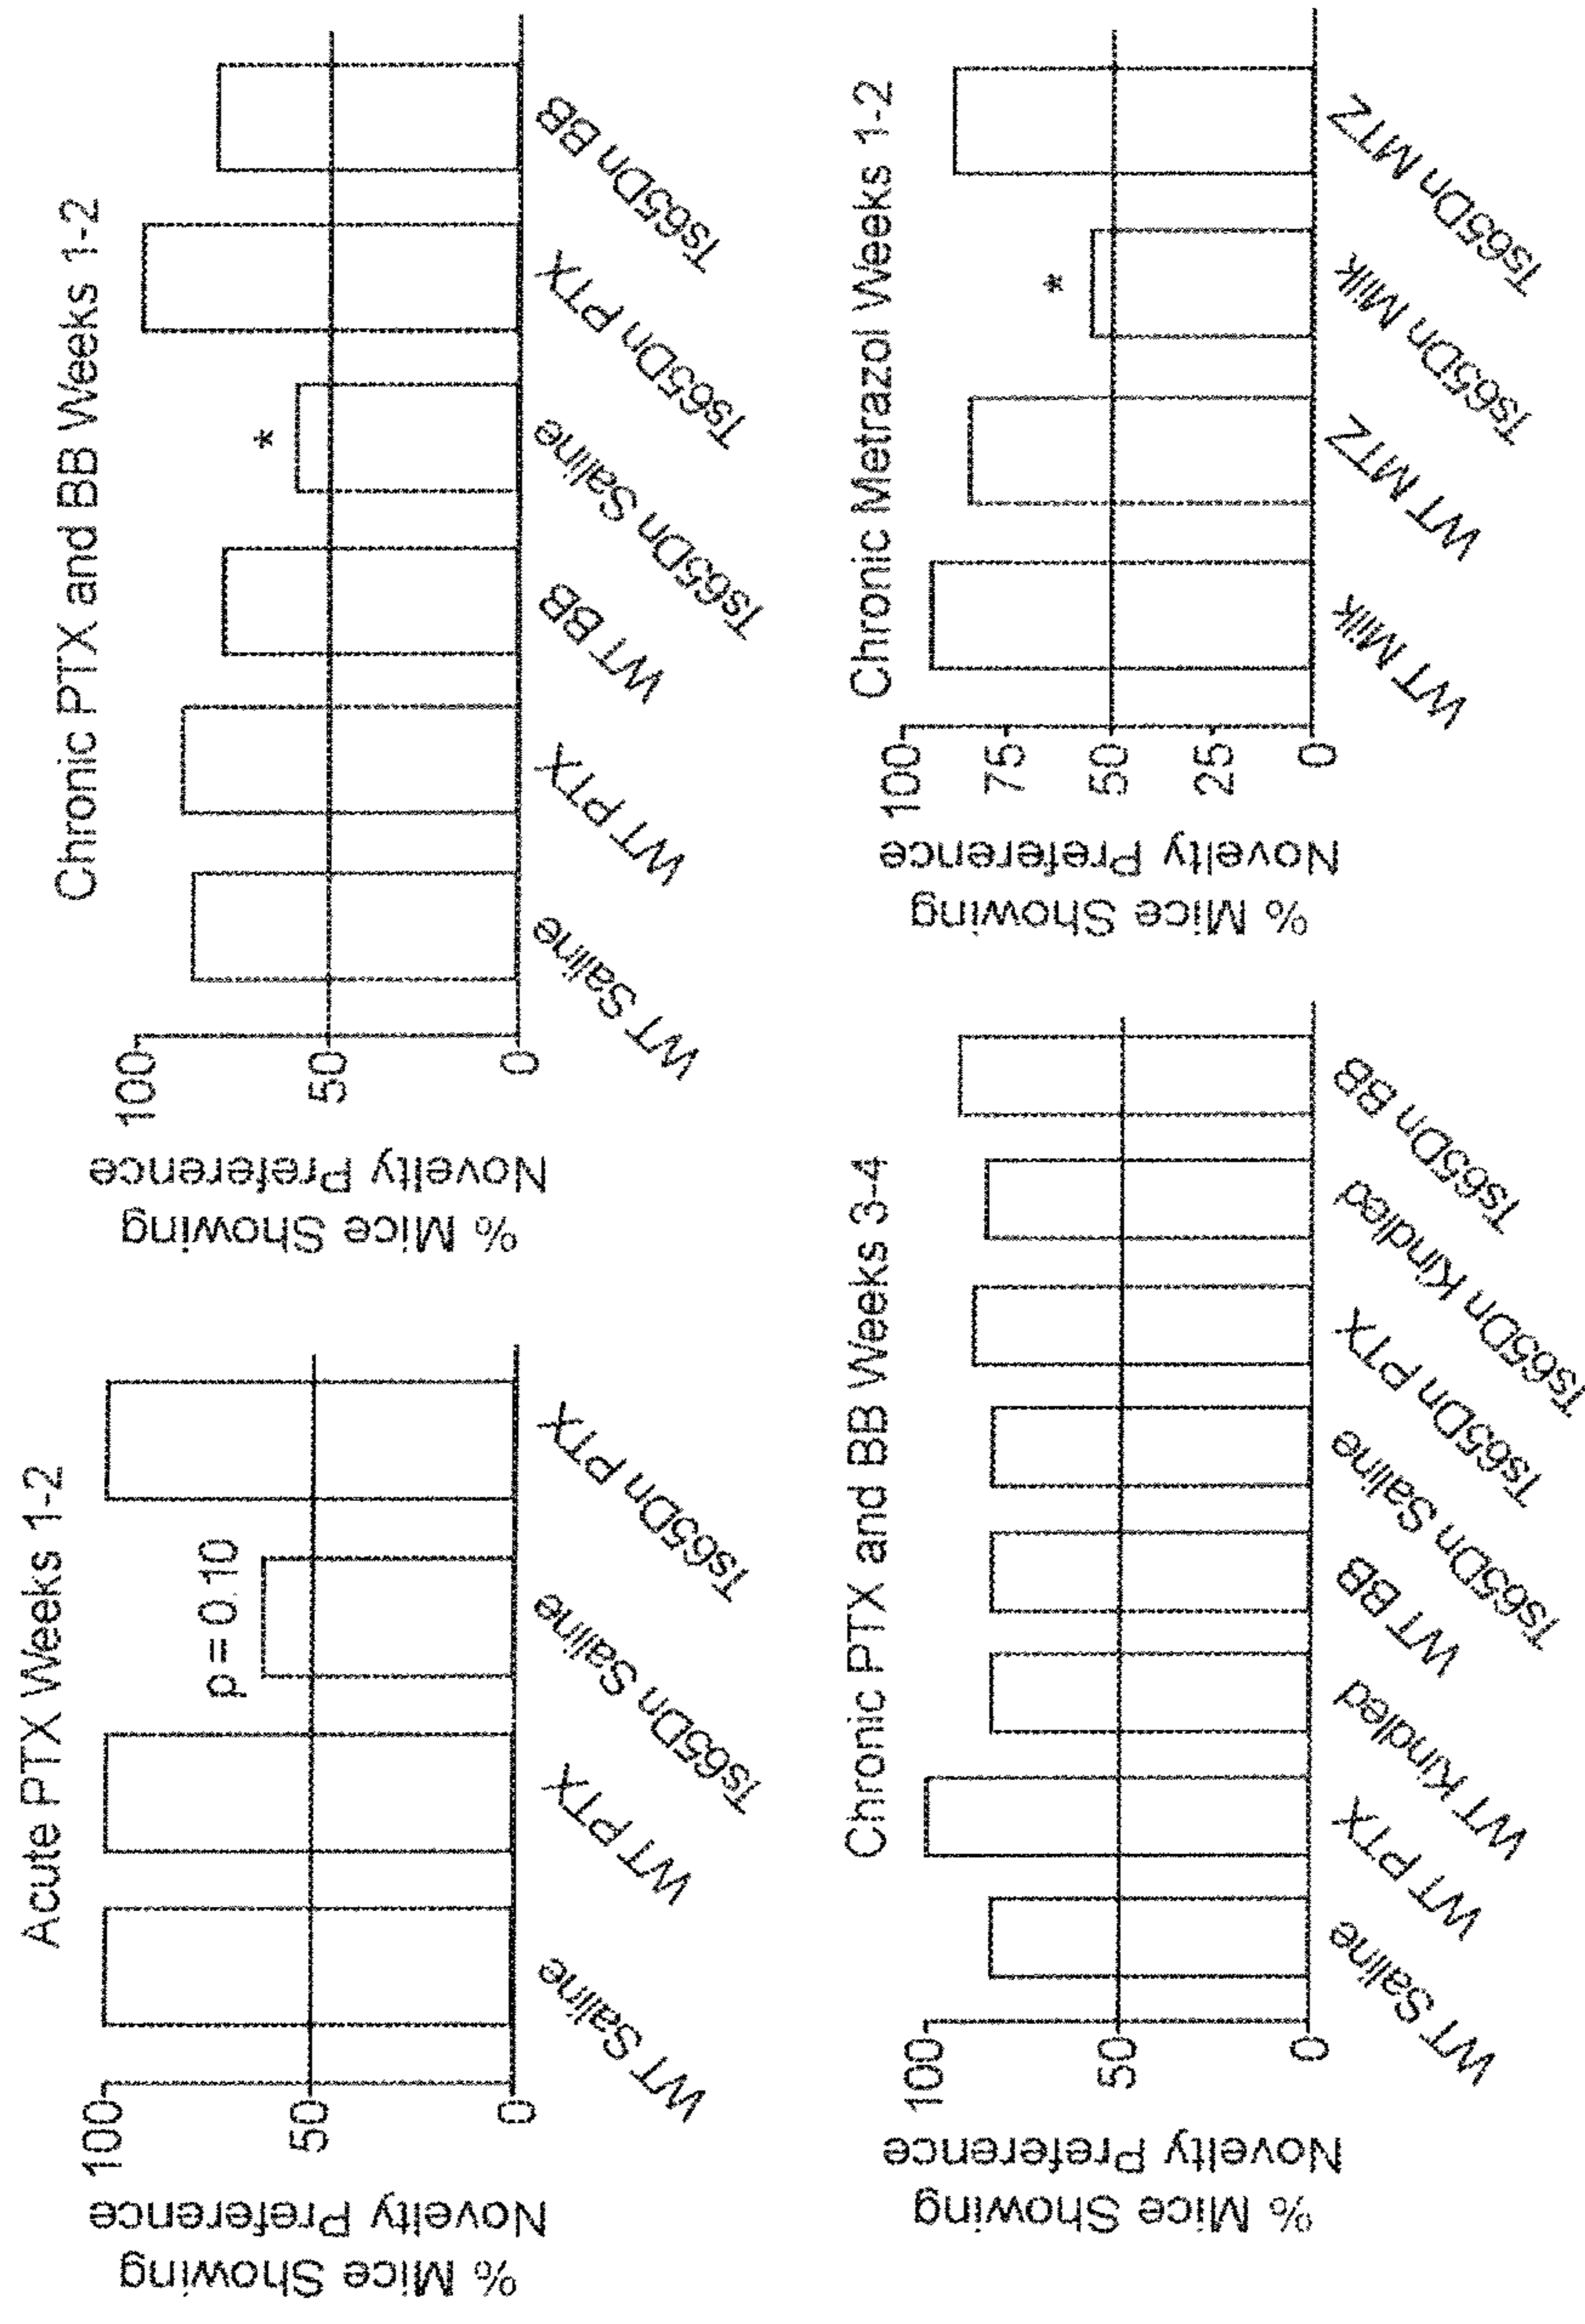 Acute PTX Weeks 1-2
% Mice Showing
Novelty Preference
100
50
0
p = 0.10
WT Saline
WT PTX
Ts65Dn Saline
Ts65Dn PTX
Chronic PTX and BB Weeks 1-2
% Mice Showing
Novelty Preference
100
50
0
*
WT Saline
WT PTX
WT BB
Ts65Dn Saline
Ts65Dn PTX
Ts65Dn BB
Chronic PTX and BB Weeks 3-4
% Mice Showing
Novelty Preference
100
50
0
WT Saline
WT PTX
WT Kindled
WT BB
Ts65Dn Saline
Ts65Dn PTX
Ts65Dn Kindled
Ts65Dn BB
Chronic Metrazol Weeks 1-2
% Mice Showing
Novelty Preference
100
75
50
25
0
*
WT Milk
WT MTZ
Ts65Dn Milk
Ts65Dn MTZ